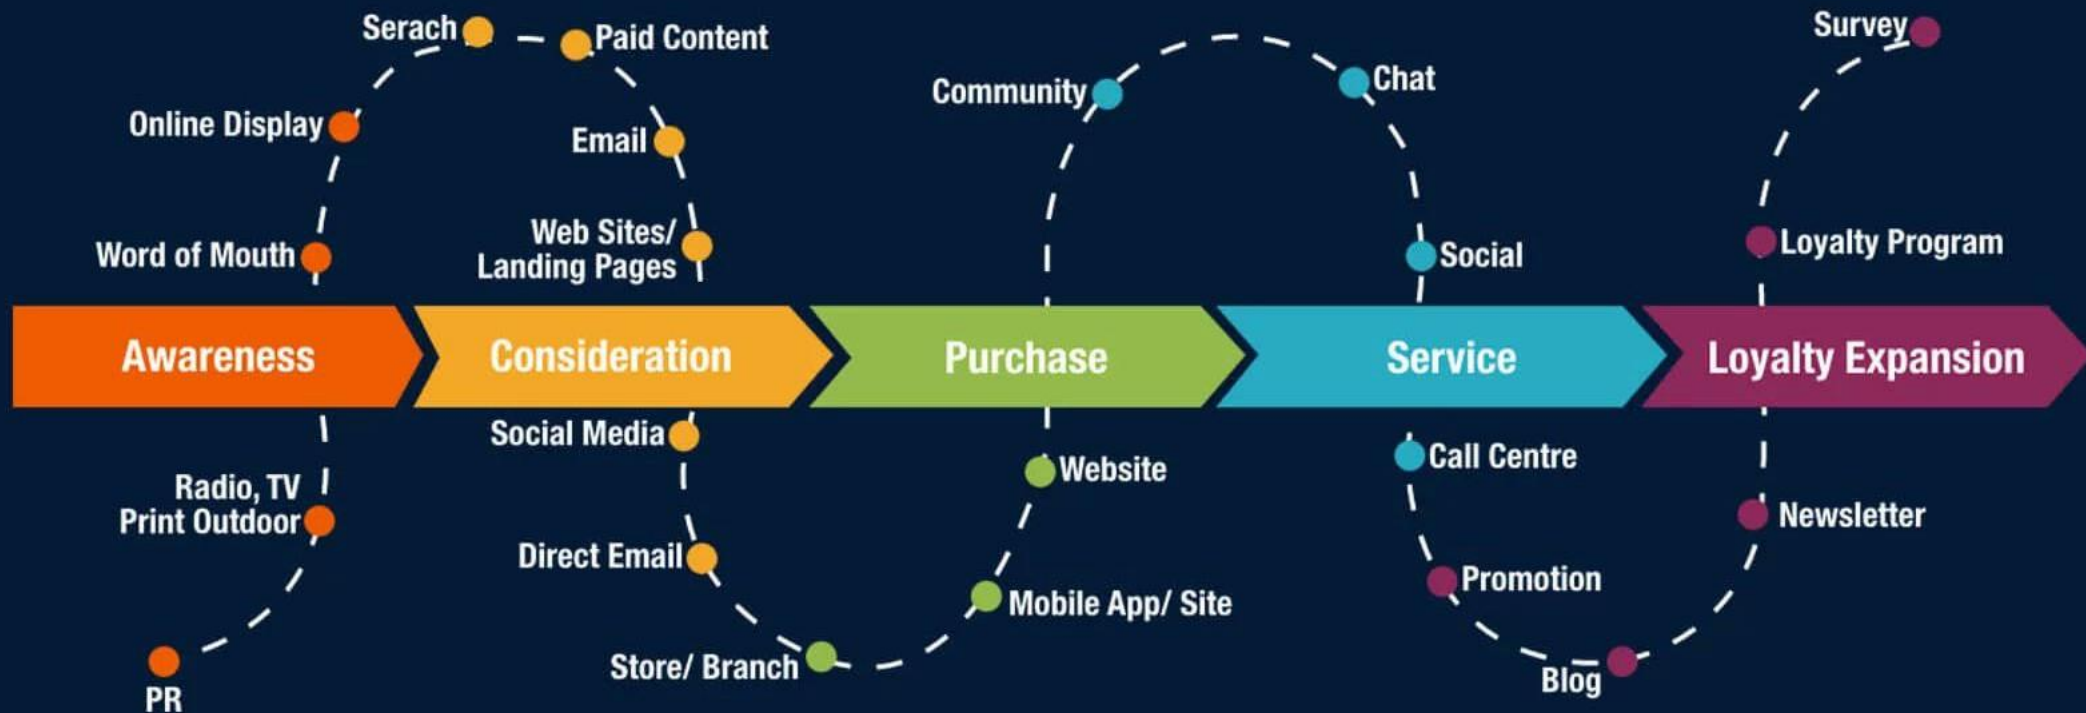 Serach
Paid Content
Survey
Online Display
Community
Chat
Email
Word of Mouth
Web Sites/
Landing Pages
Social
Loyalty Program
Awareness
Consideration
Purchase
Service
Loyalty Expansion
Social Media
Website
Call Centre
Radio, TV
Print Outdoor
Newsletter
Direct Email
Mobile App/ Site
Promotion
Store/ Branch
Blog
PR